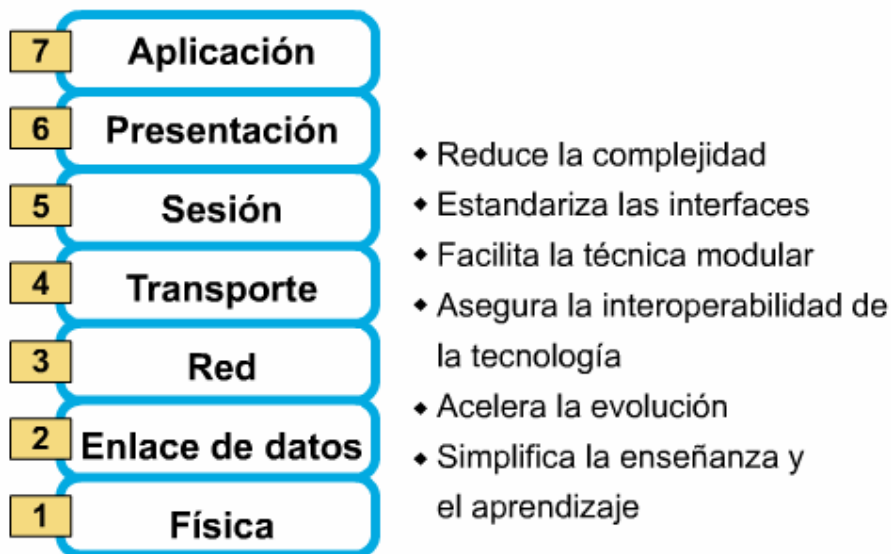 7 Aplicación
6 Presentación
5 Sesión
4 Transporte
3 Red
2 Enlace de datos
1 Física
◆ Reduce la complejidad
◆ Estandariza las interfaces
◆ Facilita la técnica modular
◆ Asegura la interoperabilidad de
la tecnología
◆ Acelera la evolución
◆ Simplifica la enseñanza y
el aprendizaje